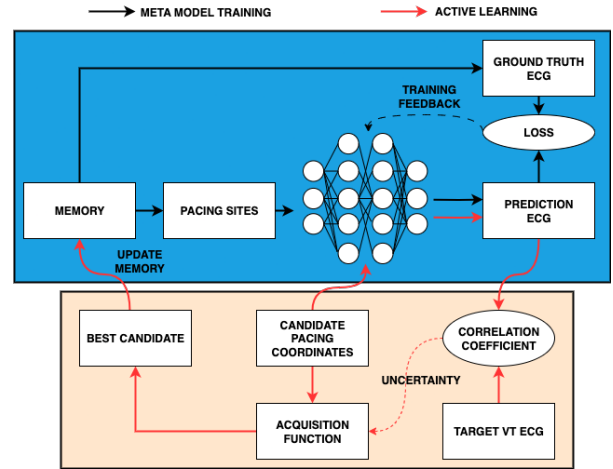 META MODEL TRAINING
ACTIVE LEARNING
GROUND TRUTH
ECG
TRAINING
FEEDBACK
LOSS
MEMORY
PACING SITES
PREDICTION
ECG
UPDATE
MEMORY
BEST CANDIDATE
CANDIDATE
PACING
COORDINATES
CORRELATION
COEFFICIENT
UNCERTAINTY
ACQUISITION
FUNCTION
TARGET VT ECG